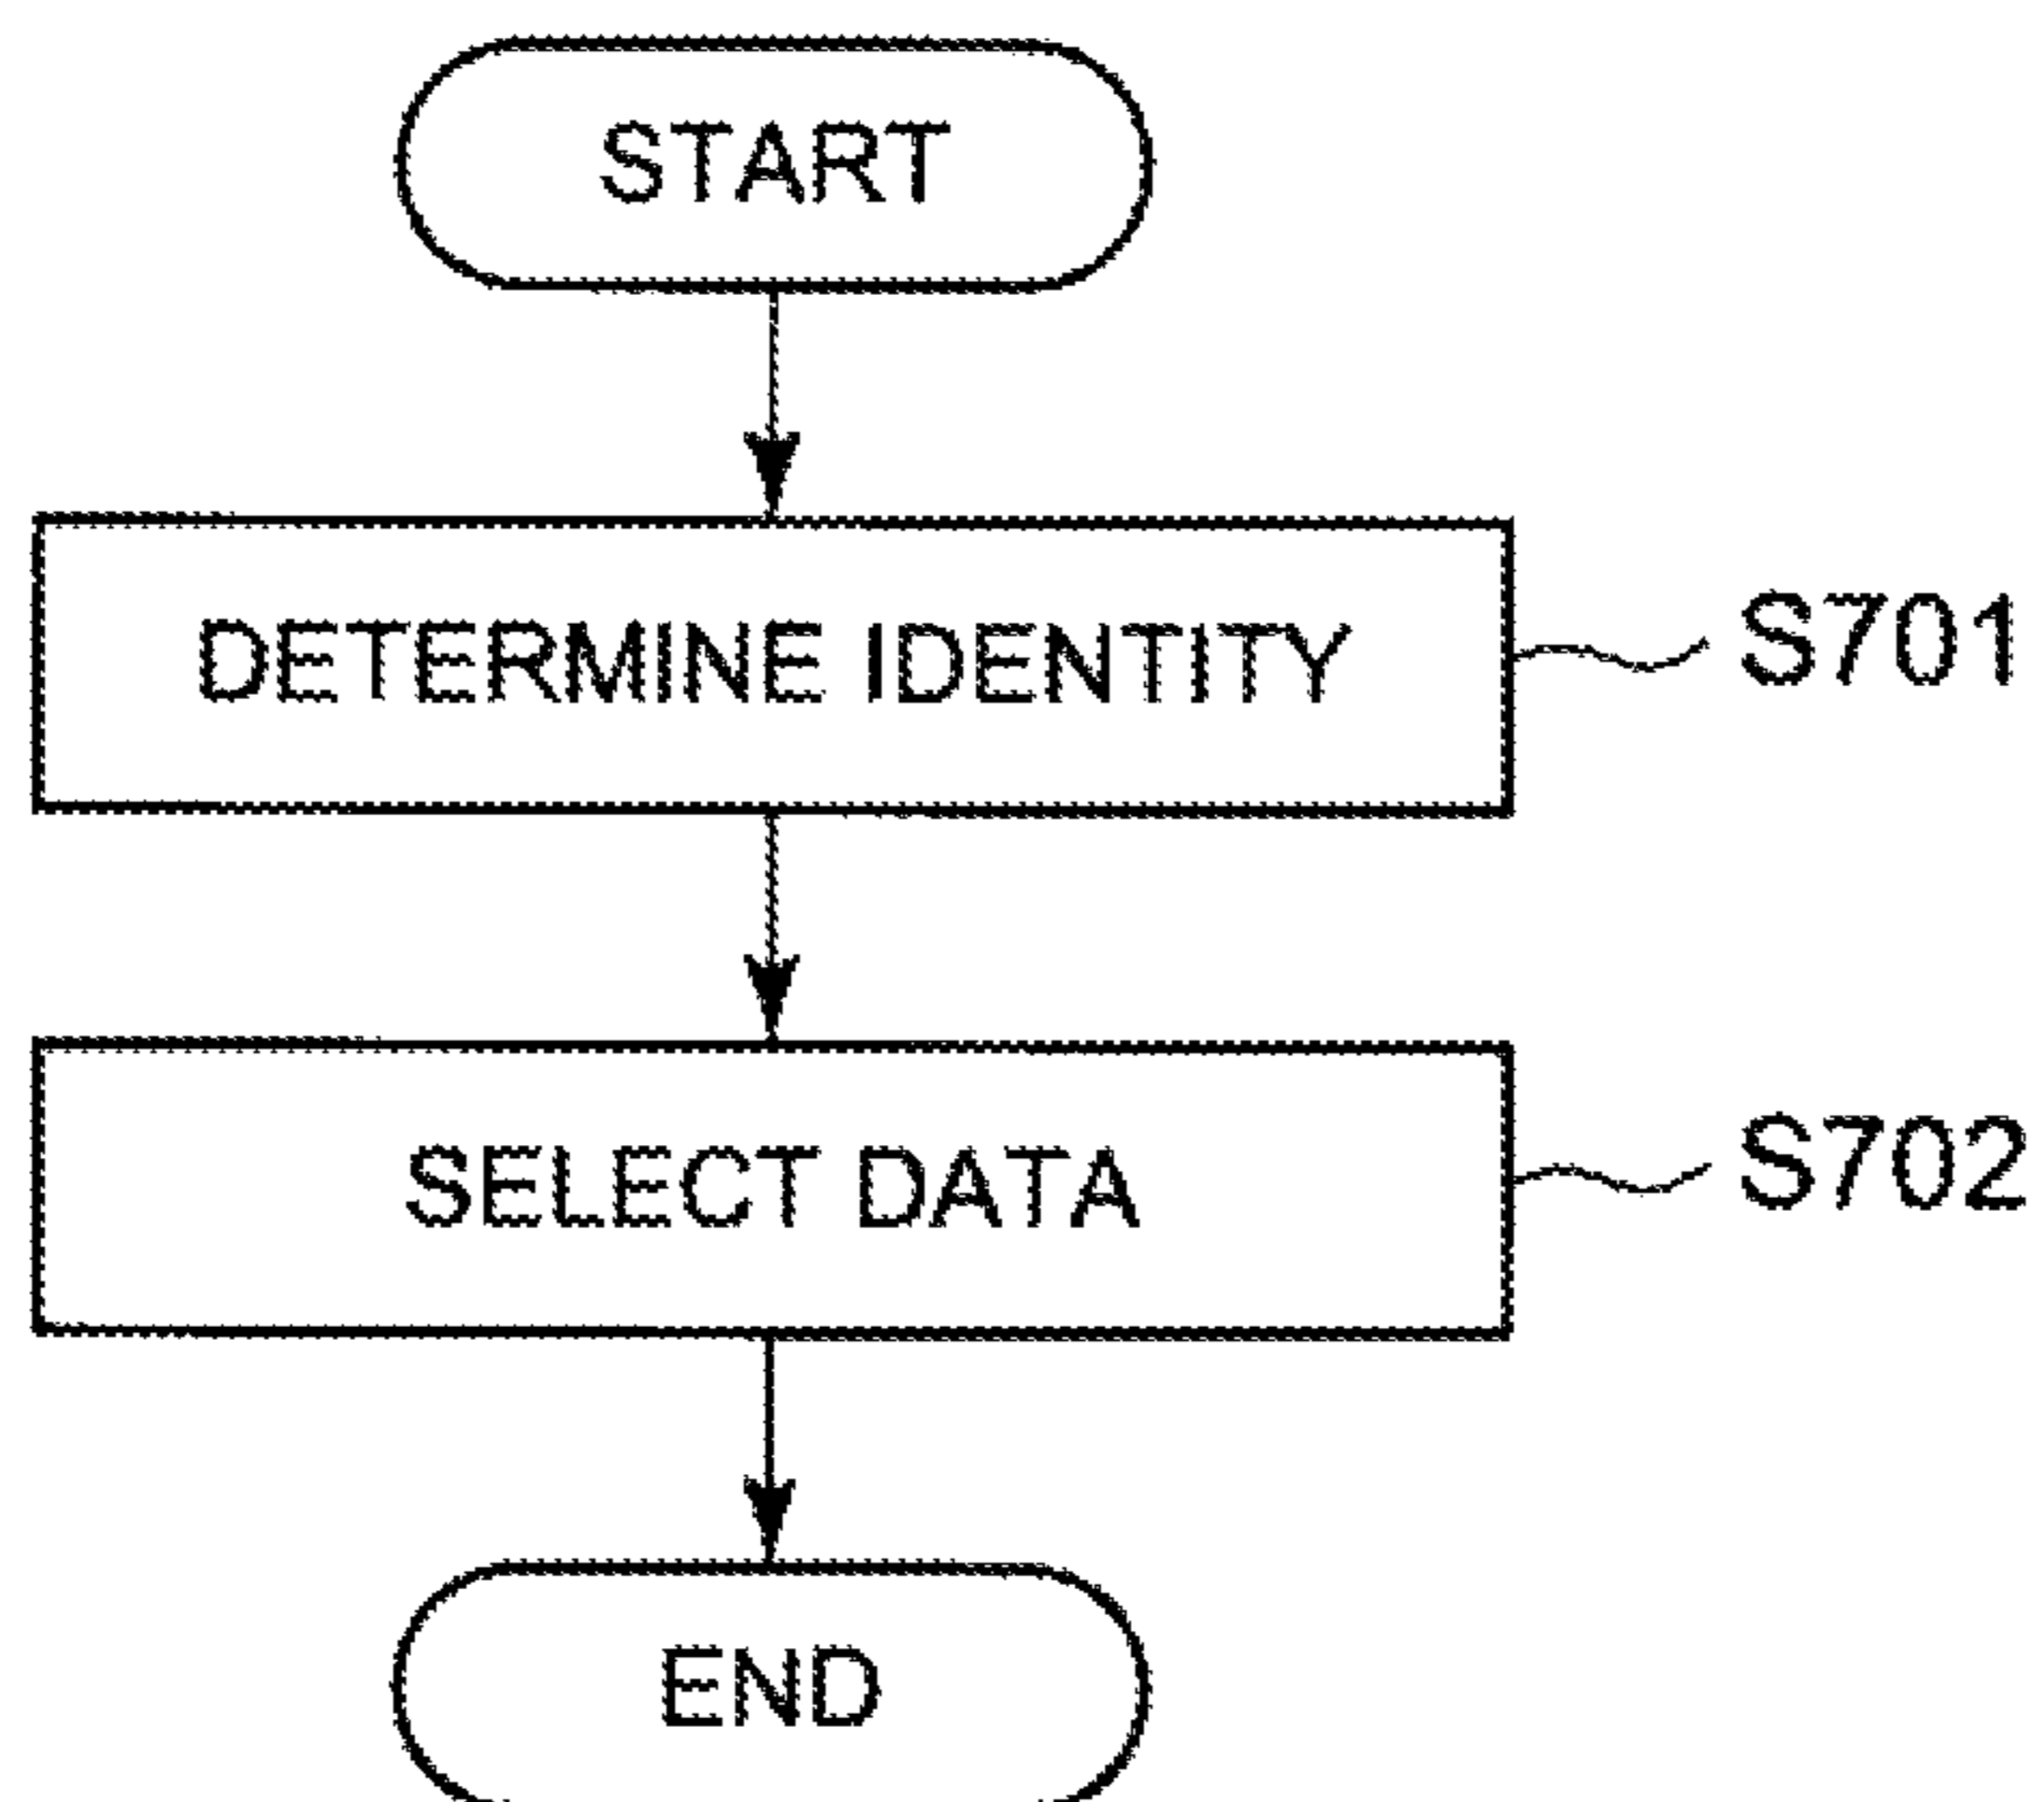 START
DETERMINE IDENTITY
S701
SELECT DATA
S702
END